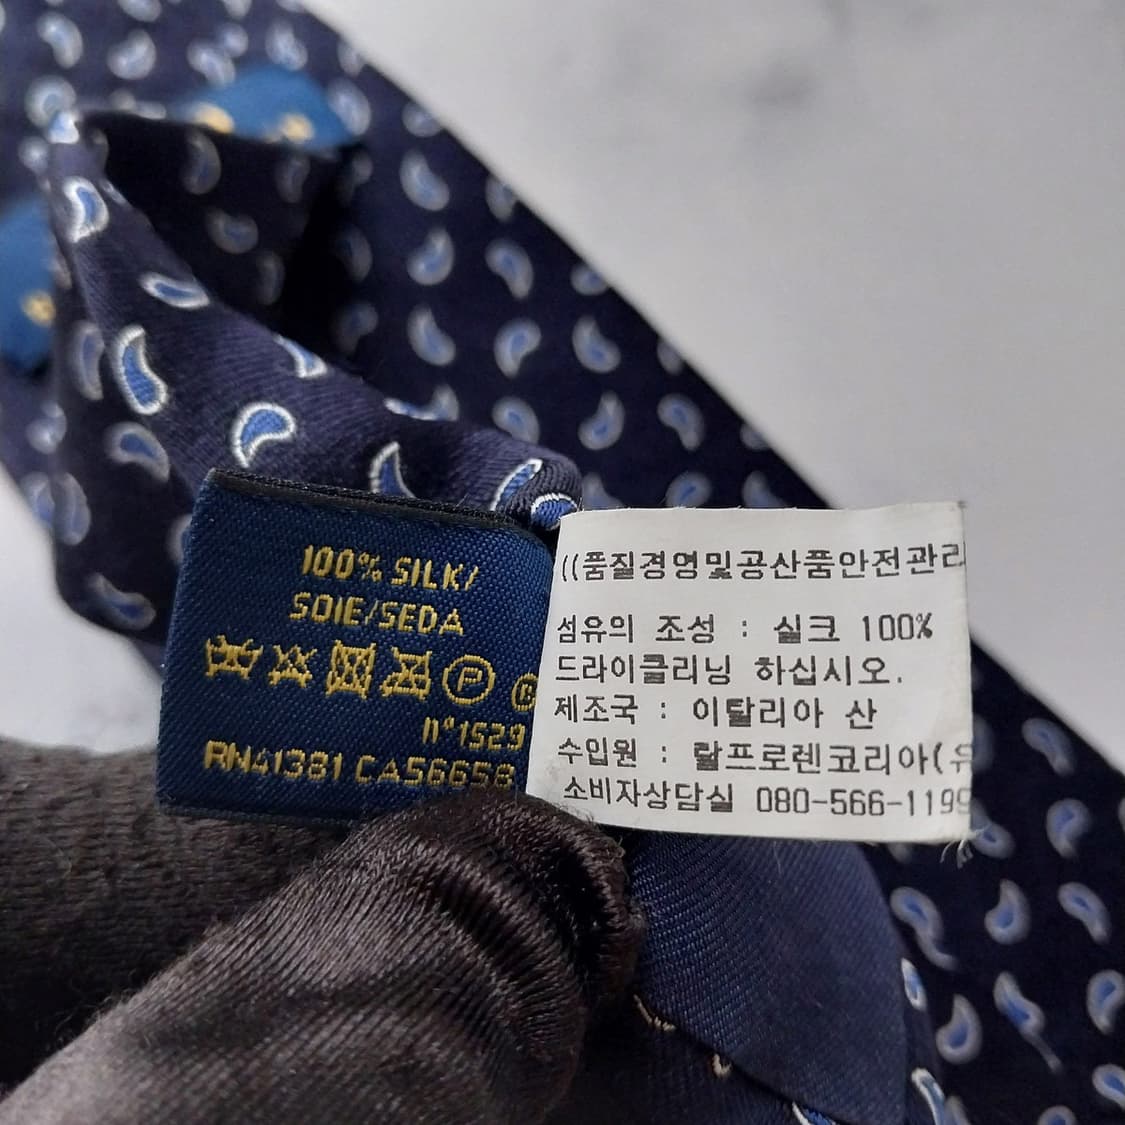 100% SILK/
SOIE/SEDA
P
n°1529
RN41381 CA56658
((품질경영및공산품안전관리
섬유의 조성 : 실크 100%
드라이클리닝 하십시오.
제조국 : 이탈리아 산
수입원 : 랄프로렌코리아(유
소비자상담실 080-566-1199